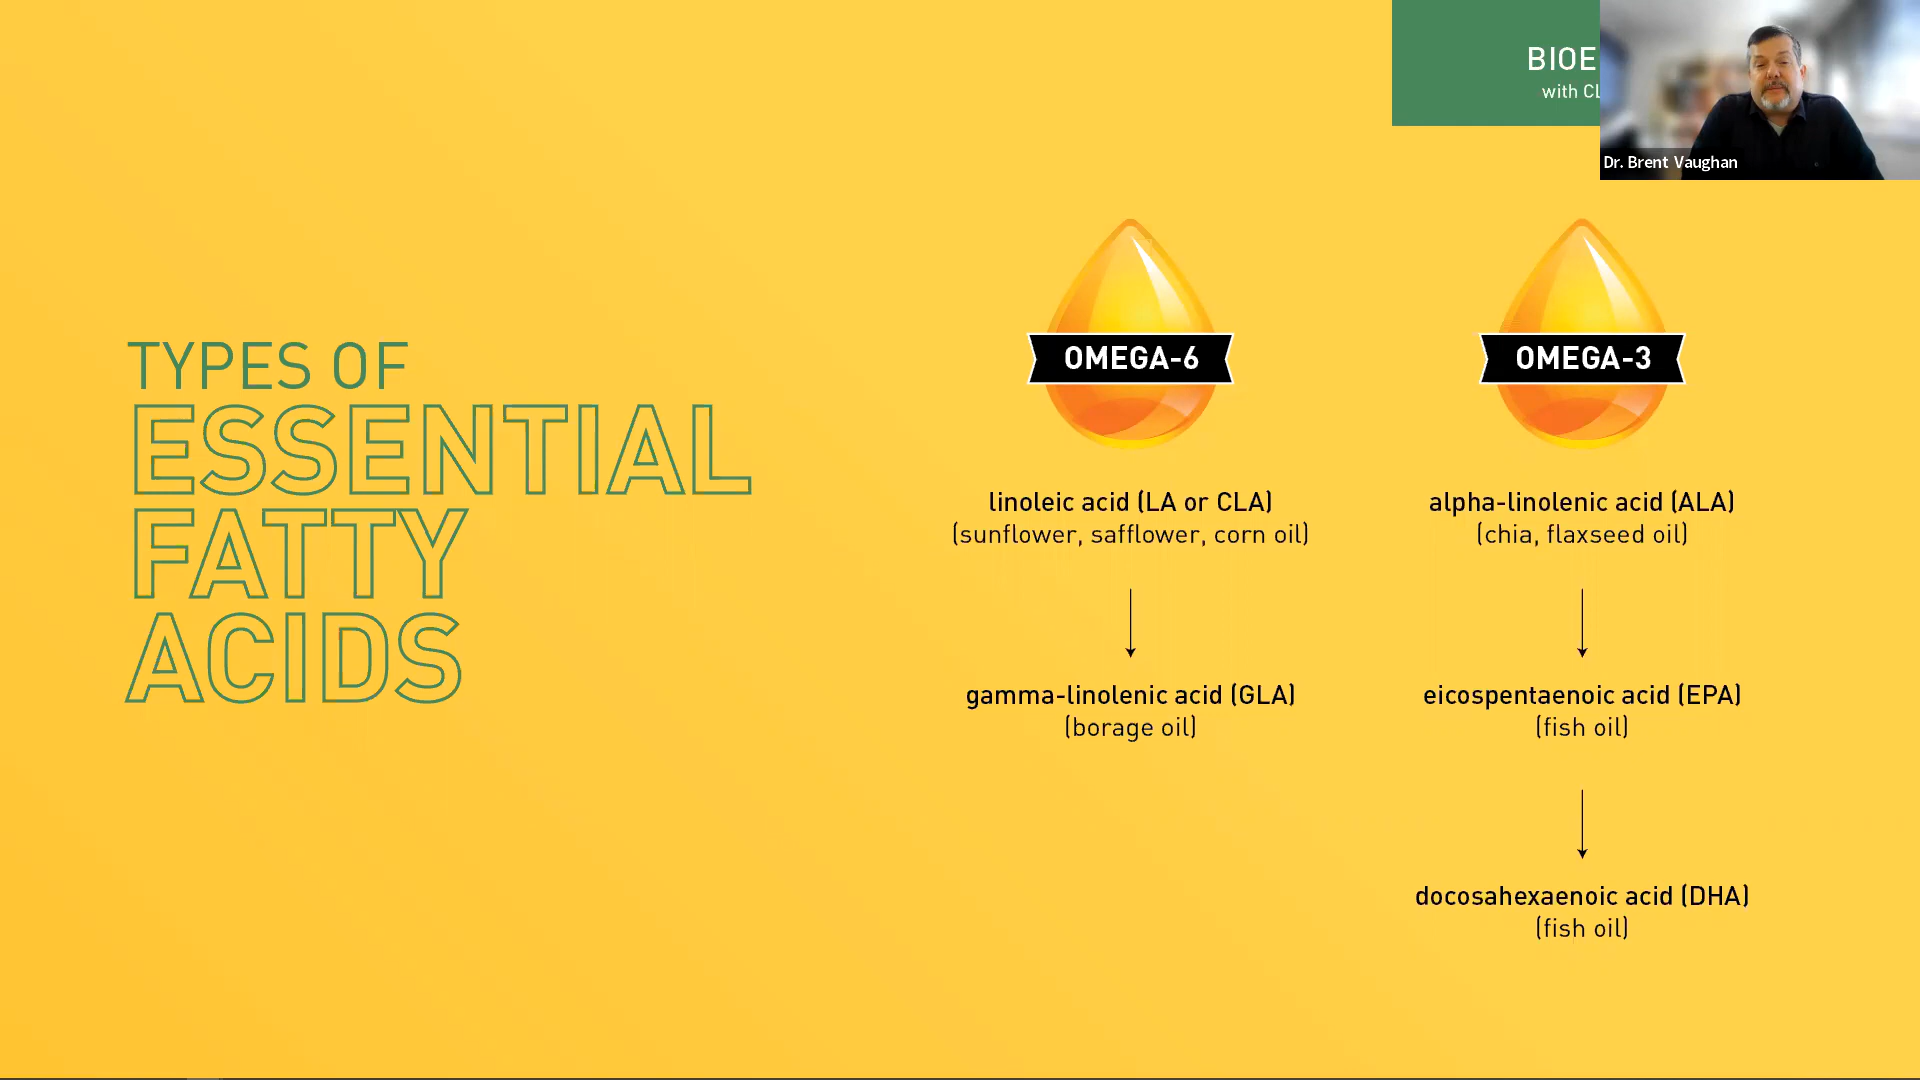 BIOE
with CL
Dr. Brent Vaughan
TYPES OF
ESSENTIAL
FATTY
ACIDS
OMEGA-6
linoleic acid (LA or CLA)
(sunflower, safflower, corn oil)
gamma-linolenic acid (GLA)
(borage oil)
OMEGA-3
alpha-linolenic acid (ALA)
(chia, flaxseed oil)
eicospentaenoic acid (EPA)
(fish oil)
docosahexaenoic acid (DHA)
(fish oil)